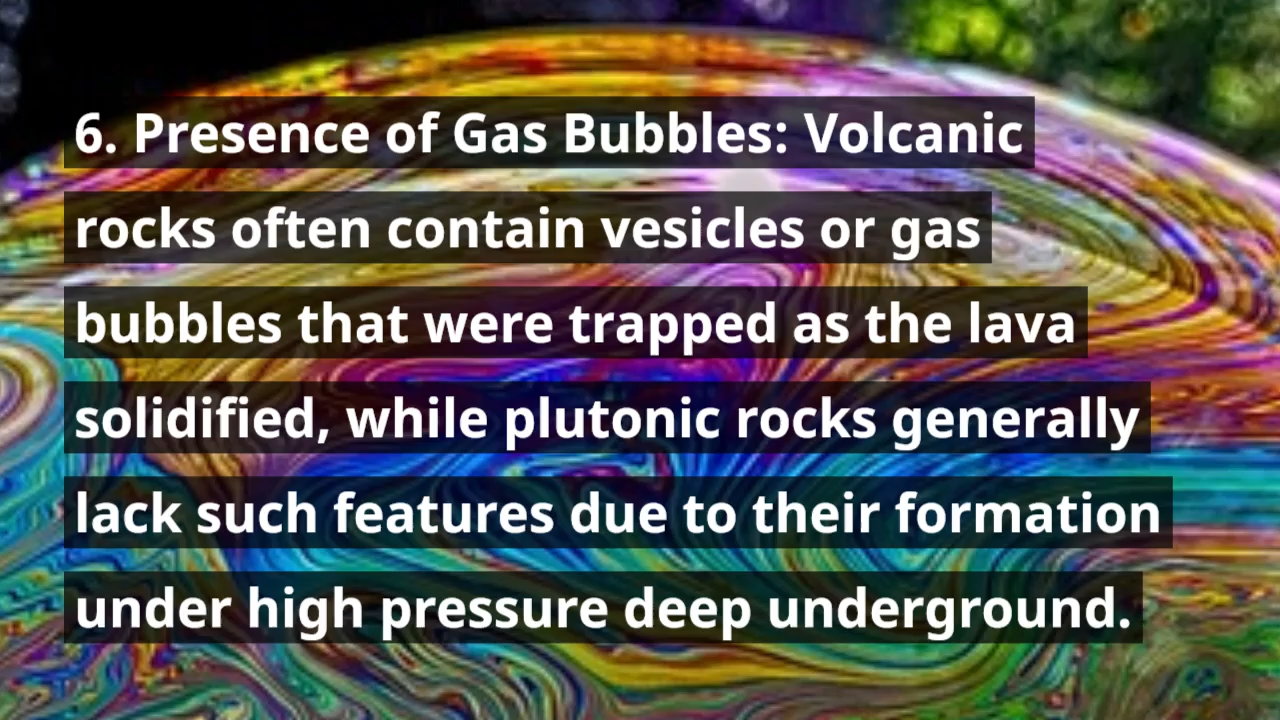 6. Presence of Gas Bubbles: Volcanic
rocks often contain vesicles or gas
bubbles that were trapped as the lava
solidified, while plutonic rocks generally
lack such features due to their formation
under high pressure deep underground.